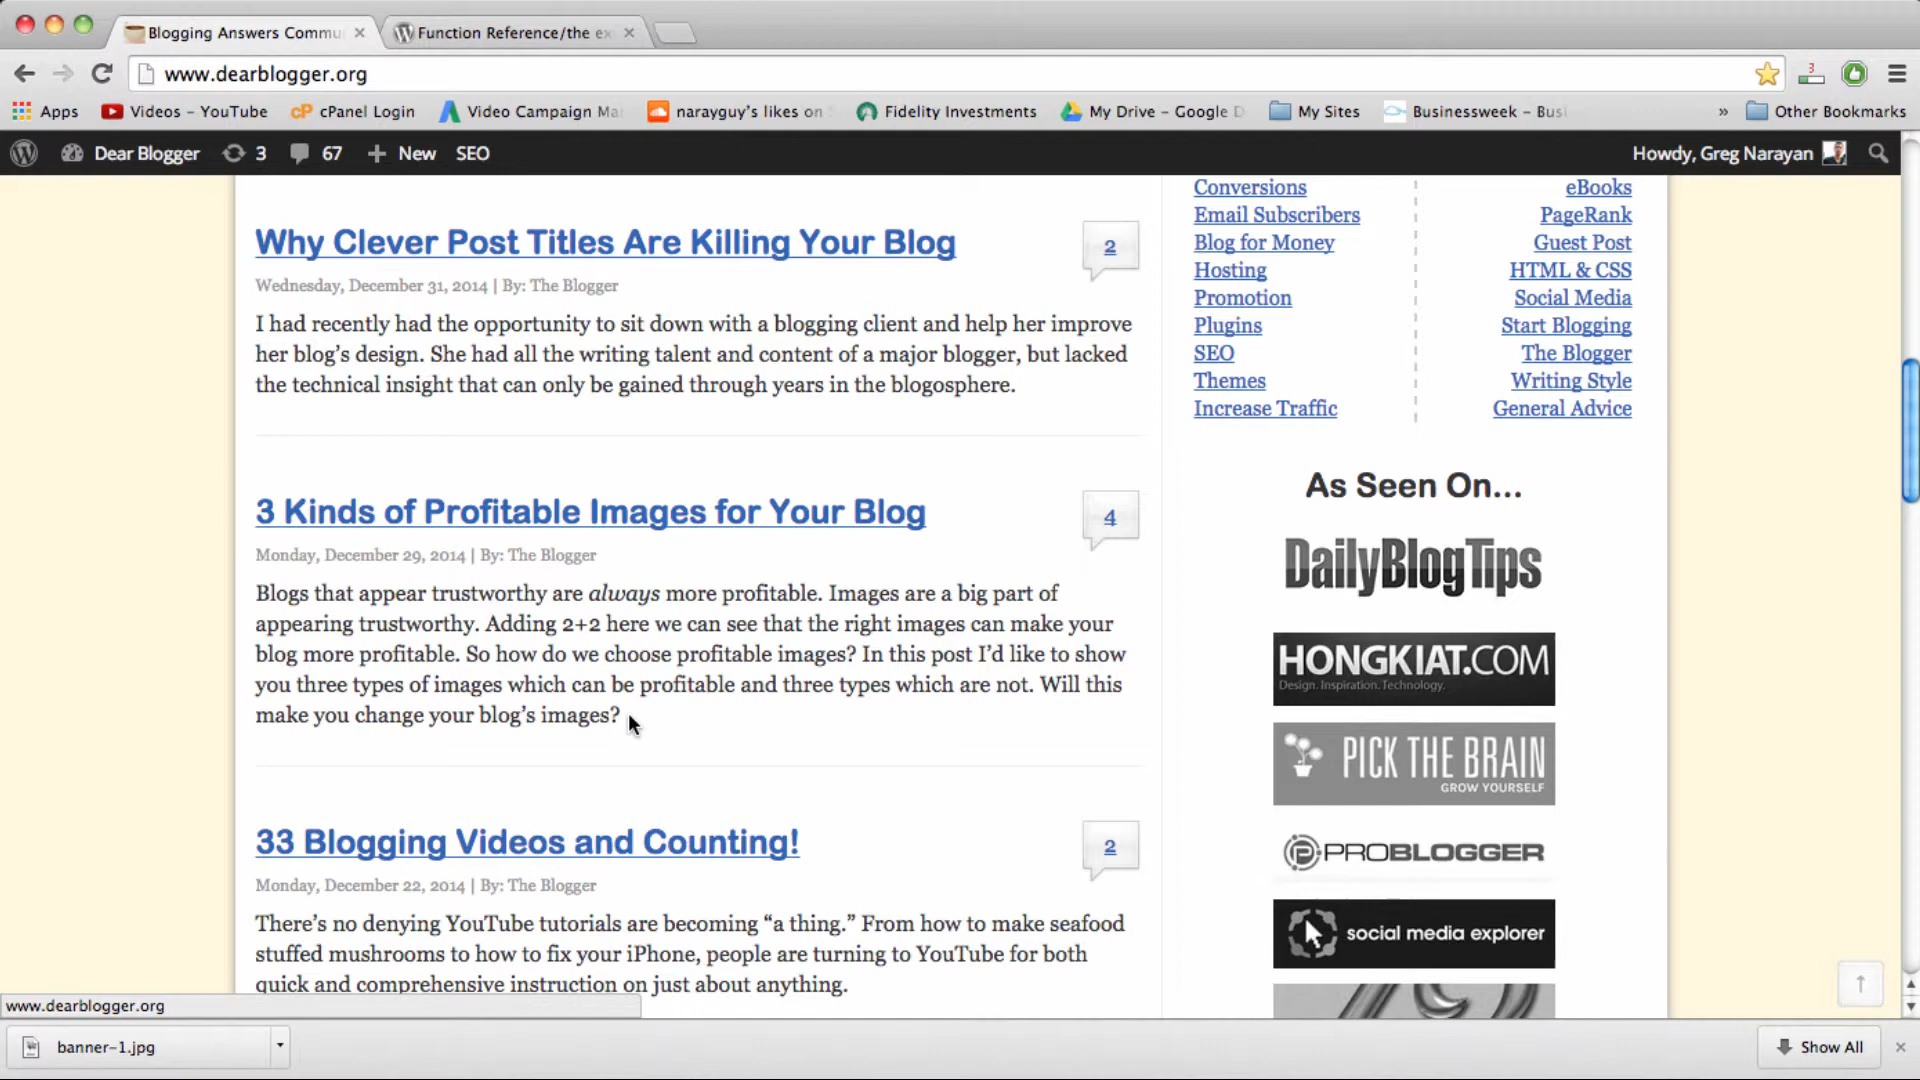 Blogging Answers Commu
Function Reference/the ex
www.dearblogger.org
3
Apps
Videos – YouTube
cPanel Login
Video Campaign Ma
narayguy's likes on
Fidelity Investments
My Drive – Google D
My Sites
Businessweek – Busi
»
Other Bookmarks
Dear Blogger
3
67
New
SEO
Howdy, Greg Narayan
Why Clever Post Titles Are Killing Your Blog
2
Wednesday, December 31, 2014 | By: The Blogger
I had recently had the opportunity to sit down with a blogging client and help her improve
her blog's design. She had all the writing talent and content of a major blogger, but lacked
the technical insight that can only be gained through years in the blogosphere.
3 Kinds of Profitable Images for Your Blog
4
Monday, December 29, 2014 | By: The Blogger
Blogs that appear trustworthy are always more profitable. Images are a big part of
appearing trustworthy. Adding 2+2 here we can see that the right images can make your
blog more profitable. So how do we choose profitable images? In this post I'd like to show
you three types of images which can be profitable and three types which are not. Will this
make you change your blog's images?
33 Blogging Videos and Counting!
2
Monday, December 22, 2014 | By: The Blogger
There's no denying YouTube tutorials are becoming “a thing.” From how to make seafood
stuffed mushrooms to how to fix your iPhone, people are turning to YouTube for both
quick and comprehensive instruction on just about anything.
Conversions
Email Subscribers
Blog for Money
Hosting
Promotion
Plugins
SEO
Themes
Increase Traffic
eBooks
PageRank
Guest Post
HTML & CSS
Social Media
Start Blogging
The Blogger
Writing Style
General Advice
As Seen On...
DailyBlogTips
HONGKIAT.COM
Design. Inspiration. Technology.
PICK THE BRAIN
GROW YOURSELF
PROBLOGGER
social media explorer
www.dearblogger.org
banner-1.jpg
Show All